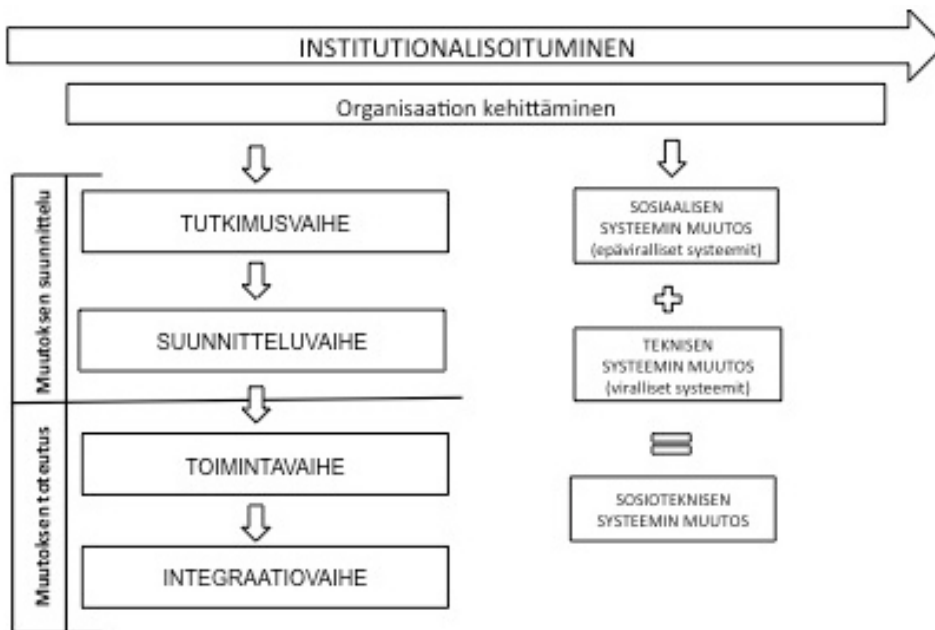 INSTITUTIONALISOITUMINEN
Organisaation kehittäminen
Muutoksen suunnittelu
TUTKIMUSVAIHE
SUUNNITTELUVAIHE
Muutoksen toteutus
TOIMINTAVAIHE
INTEGRAATIOVAIHE
SOSIAALISEN
SYSTEEMIN MUUTOS
(epäviralliset systeemit)
TEKNISEN
SYSTEEMIN MUUTOS
(viralliset systeemit)
SOSIOTEKNISEN
SYSTEEMIN MUUTOS